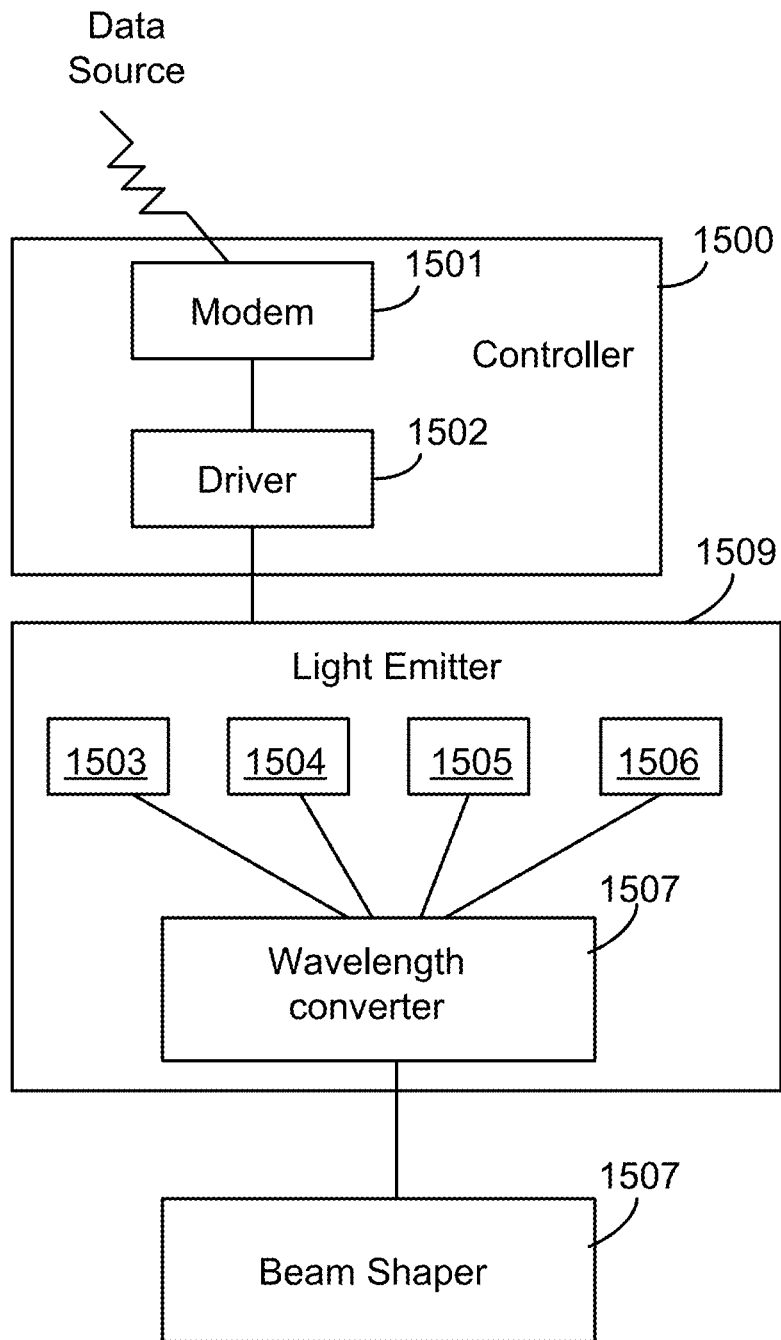 Data
Source
1500
1501
Modem
Controller
1502
Driver
1509
Light Emitter
1503 1504 1505 1506
1507
Wavelength
converter
1507
Beam Shaper